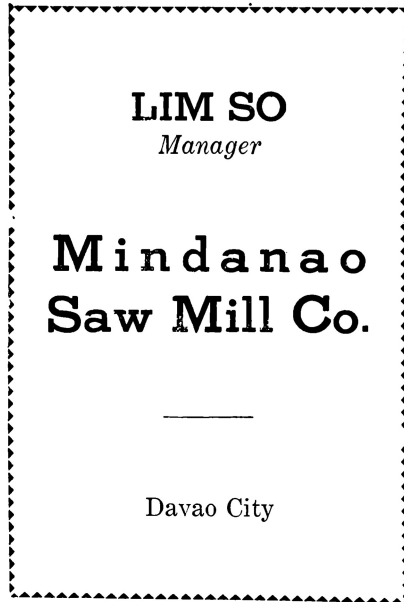 LIM SO
Manager
Mindanao
Saw Mill Co.
Davao City